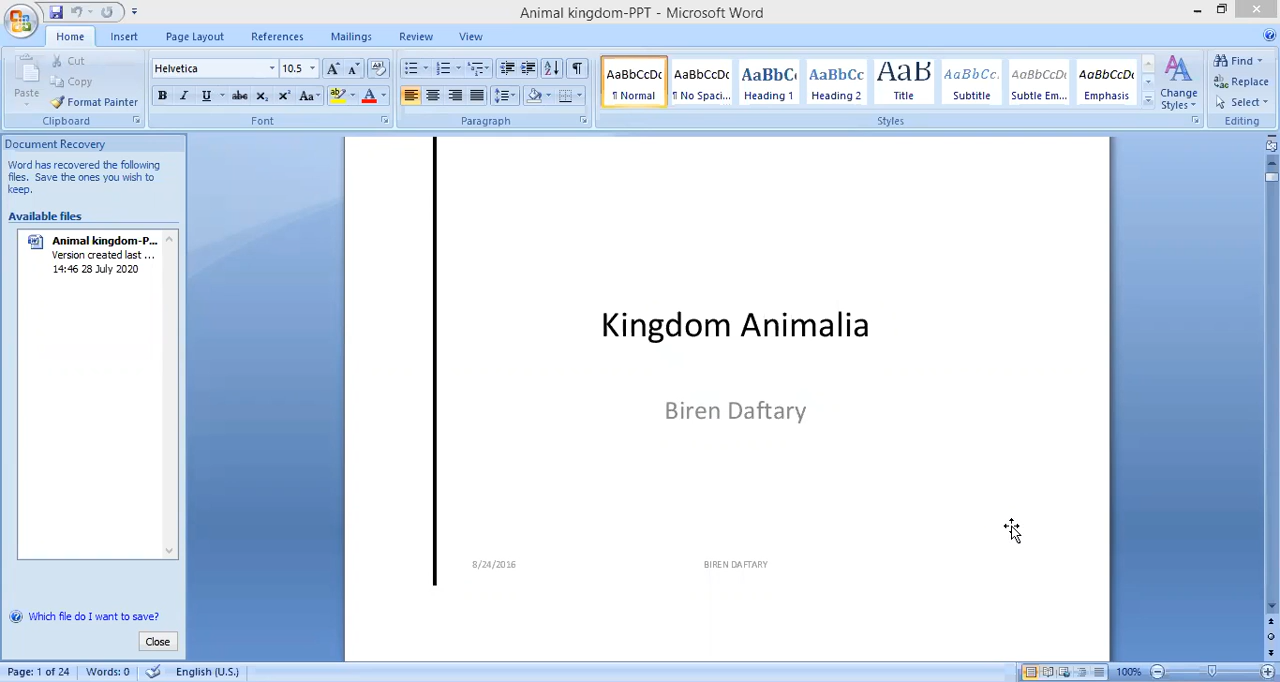 Animal kingdom-PPT - Microsoft Word
Home Insert Page Layout References Mailings Review View
Paste
Cut
Copy
Format Painter
Clipboard
Helvetica 10.5
Font
Paragraph
AaBbCcDc AaBbCcDc AaBbC AaBbCc AaB AaBbCc. AaBbCcDc AaBbCcDc
¶ Normal ¶ No Spaci... Heading 1 Heading 2 Title Subtitle Subtle Em... Emphasis
Change Styles
Styles
Find
Replace
Select
Editing
Document Recovery
Word has recovered the following
files. Save the ones you wish to
keep.
Available files
Animal kingdom-P...
Version created last ...
14:46 28 July 2020
Which file do I want to save?
Close
Kingdom Animalia
Biren Daftary
8/24/2016 BIREN DAFTARY
Page: 1 of 24 Words: 0 English (U.S.) 100%